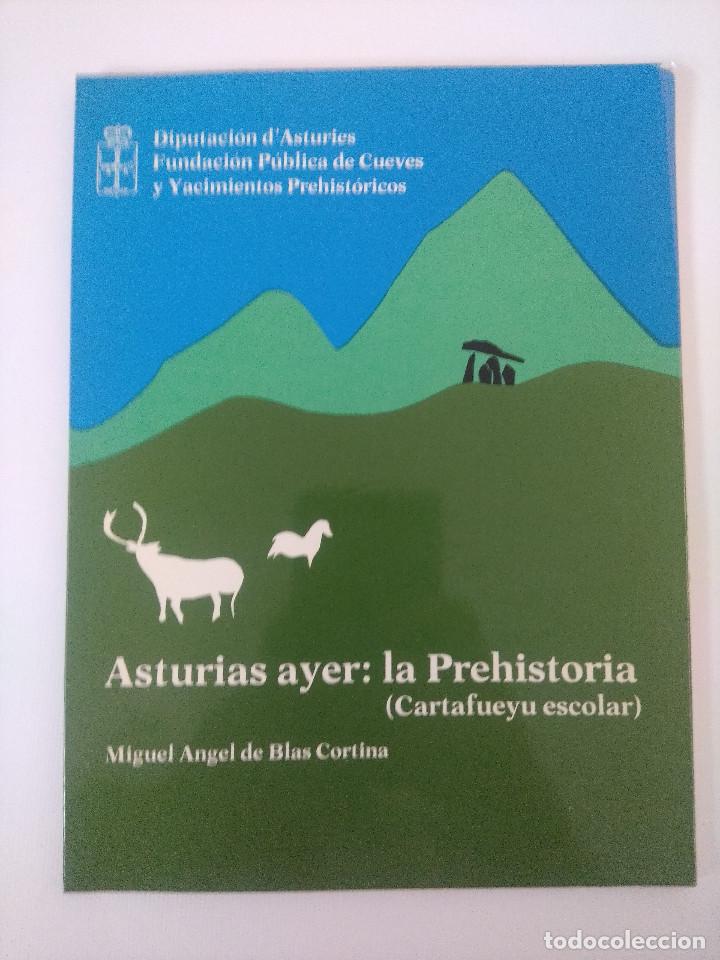 Diputación d'Asturies
Fundación Pública de Cueves
y Yacimientos Prehistóricos
Asturias ayer: la Prehistoria
(Cartafueyu escolar)
Miguel Angel de Blas Cortina
todocoleccion